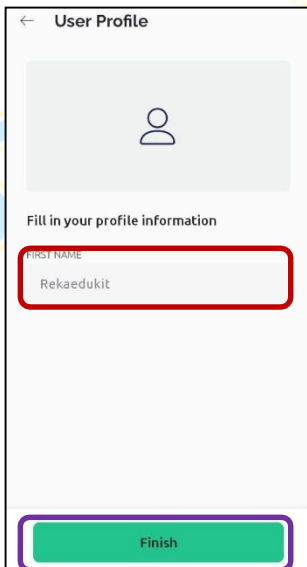 ← User Profile
Fill in your profile information
FIRST NAME
Rekaedukit
Finish